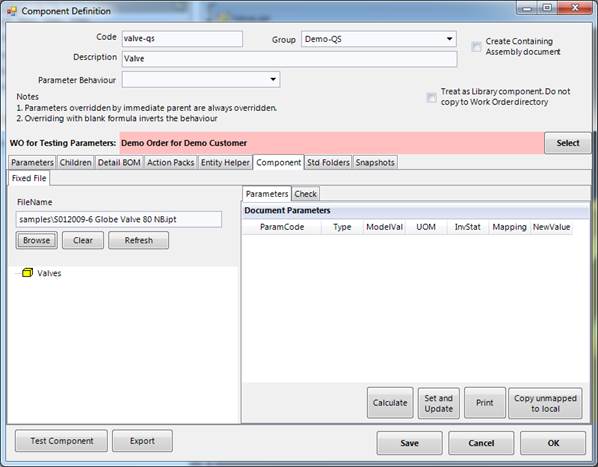 Component Definition
Code valve-qs Group Demo-QS Create Containing
Assembly document
Description Valve
Parameter Behaviour
Treat as Library component. Do not
copy to Work Order directory
Notes
1. Parameters overridden by immediate parent are always overridden.
2. Overriding with blank formula inverts the behaviour
WO for Testing Parameters: Demo Order for Demo Customer Select
Parameters Children Detail BOM Action Packs Entity Helper Component Std Folders Snapshots
Fixed File
Parameters Check
FileName
Document Parameters
samples\S012009-6 Globe Valve 80 NB.ipt
ParamCode Type ModelVal UOM InvStat Mapping NewValue
Browse Clear Refresh
Valves
Calculate Set and Update Print Copy unmapped to local
Test Component Export Save Cancel OK